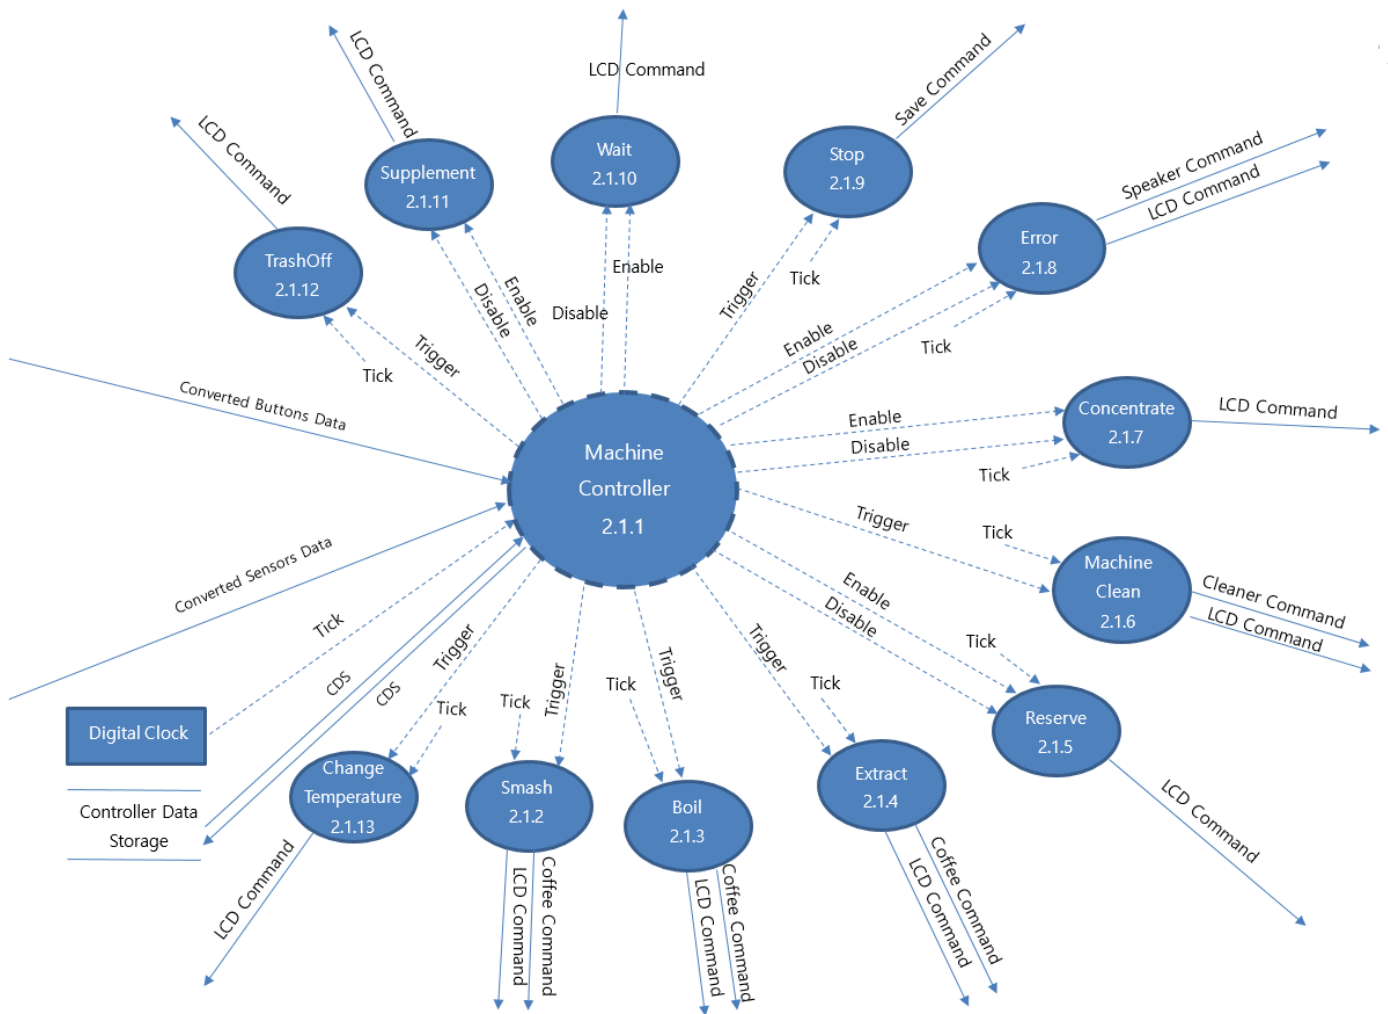 LCD Command
LCD Command
LCD Command
Save Command
Speaker Command
LCD Command
Wait
2.1.10
Stop
2.1.9
Supplement
2.1.11
Error
2.1.8
TrashOff
2.1.12
Enable
Disable
Enable
Disable
Trigger
Tick
Enable
Disable
Tick
Trigger
Tick
Converted Buttons Data
Concentrate
2.1.7
LCD Command
Enable
Disable
Tick
Machine
Controller
2.1.1
Trigger
Tick
Machine
Clean
2.1.6
Cleaner Command
LCD Command
Converted Sensors Data
Tick
CDS
CDS
Trigger
Tick
Tick
Trigger
Tick
Trigger
Trigger
Tick
Enable
Disable
Tick
Digital Clock
Controller Data
Storage
Change
Temperature
2.1.13
Smash
2.1.2
Boil
2.1.3
Extract
2.1.4
Reserve
2.1.5
LCD Command
LCD Command
Coffee Command
LCD Command
Coffee Command
LCD Command
Coffee Command
LCD Command